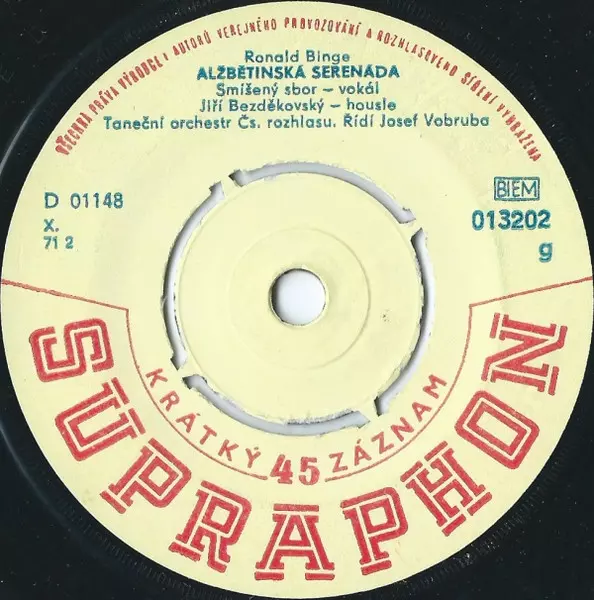 VŠECHNA PRÁVA VÝROBCE I AUTORŮ VEŘEJNÉHO PROVOZOVÁNÍ A ROZHLASOVÉHO ŠÍŘENÍ VYHRAZENA
Ronald Binge
ALŽBĚTINSKÁ SERENÁDA
Smíšený sbor – vokál
Jiří Bezděkovský – housle
Taneční orchestr Čs. rozhlasu. Řídí Josef Vobruba
D 01148
X.
71 2
BIEM
013202
g
KRÁTKÝ 45 ZÁZNAM
SUPRAPHON